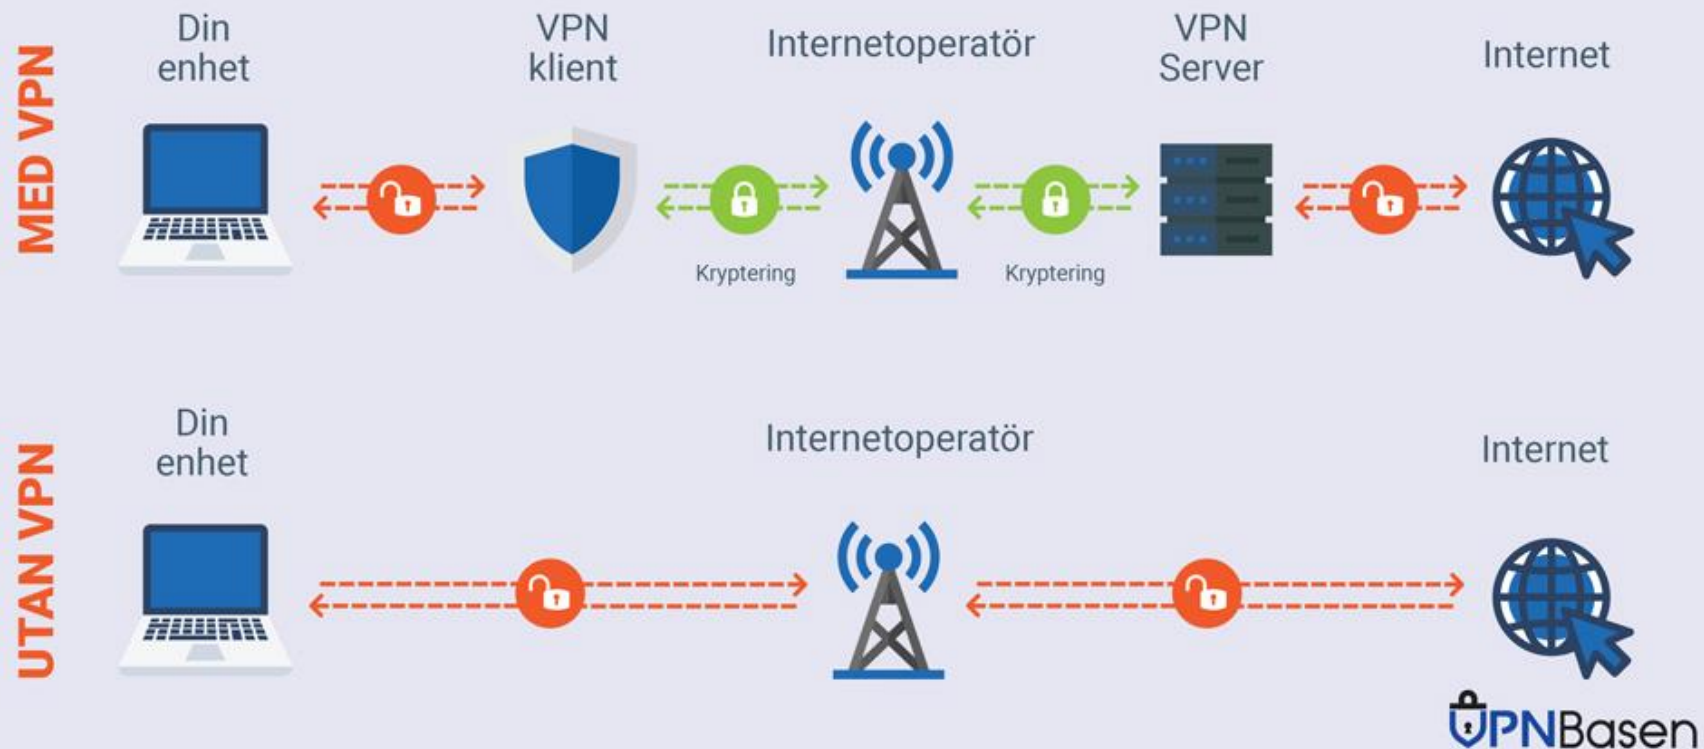 MED VPN
Din
enhet
VPN
klient
Internetoperatör
VPN
Server
Internet
Kryptering
Kryptering
UTAN VPN
Din
enhet
Internetoperatör
Internet
VPNBasen